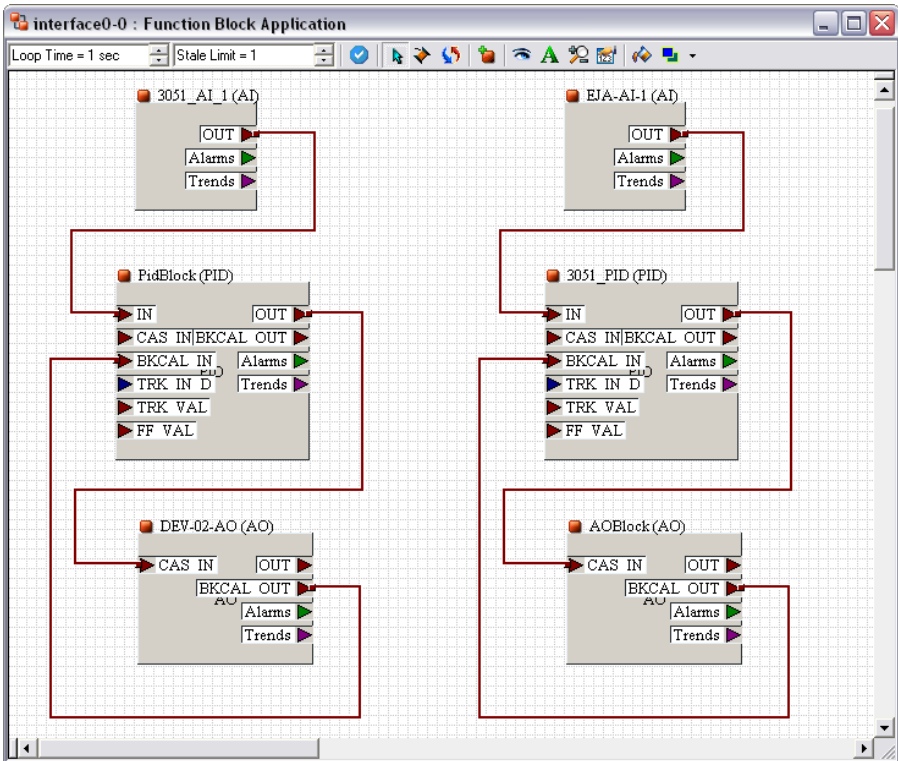 interface0-0 : Function Block Application
Loop Time = 1 sec
Stale Limit = 1
3051_AI_1 (AI)
OUT
Alarms
Trends
EJA-AI-1 (AI)
OUT
Alarms
Trends
PidBlock (PID)
IN
OUT
CAS IN
BKCAL OUT
BKCAL IN
Alarms
PID
TRK IN D
Trends
TRK VAL
FF VAL
3051_PID (PID)
IN
OUT
CAS IN
BKCAL OUT
BKCAL IN
Alarms
PID
TRK IN D
Trends
TRK VAL
FF VAL
DEV-02-AO (AO)
CAS IN
OUT
BKCAL OUT
AO
Alarms
Trends
AOBlock (AO)
CAS IN
OUT
BKCAL OUT
AO
Alarms
Trends